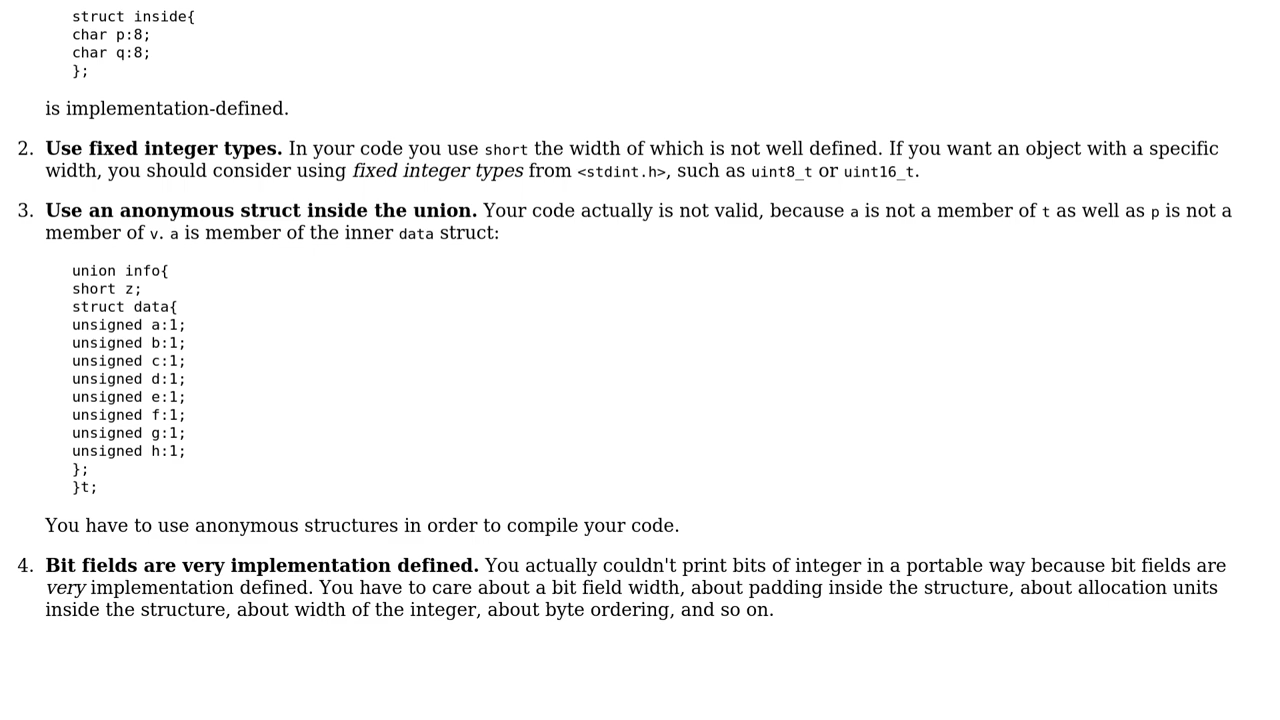 struct inside{
char p:8;
char q:8;
};
is implementation-defined.
2. Use fixed integer types. In your code you use short the width of which is not well defined. If you want an object with a specific
width, you should consider using fixed integer types from <stdint.h>, such as uint8_t or uint16_t.
3. Use an anonymous struct inside the union. Your code actually is not valid, because a is not a member of t as well as p is not a
member of v. a is member of the inner data struct:
union info{
short z;
struct data{
unsigned a:1;
unsigned b:1;
unsigned c:1;
unsigned d:1;
unsigned e:1;
unsigned f:1;
unsigned g:1;
unsigned h:1;
};
}t;
You have to use anonymous structures in order to compile your code.
4. Bit fields are very implementation defined. You actually couldn't print bits of integer in a portable way because bit fields are
very implementation defined. You have to care about a bit field width, about padding inside the structure, about allocation units
inside the structure, about width of the integer, about byte ordering, and so on.